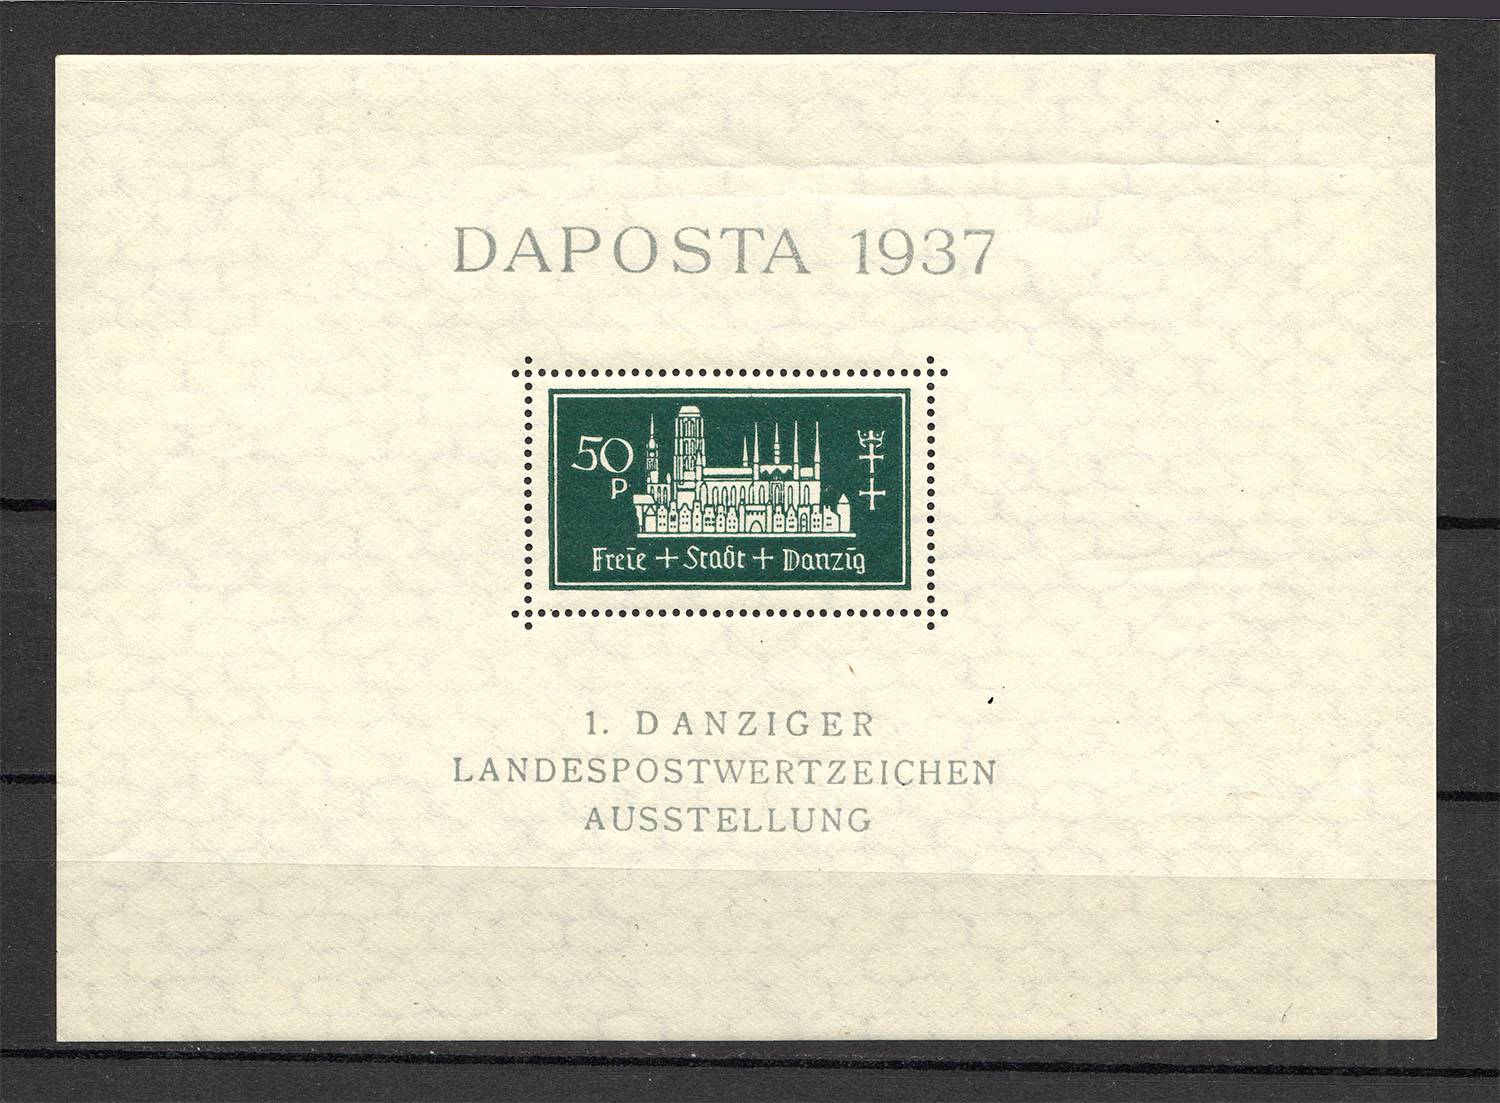 DAPOSTA 1937
50
p
Freie + Stadt + Danzig
1. DANZIGER
LANDESPOSTWERTZEICHEN
AUSSTELLUNG